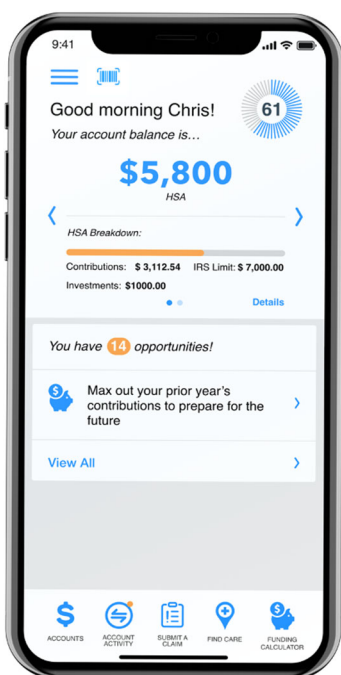 9:41
Good morning Chris!
61
Your account balance is...
$5,800
HSA
HSA Breakdown:
Contributions: $ 3,112.54 IRS Limit: $ 7,000.00
Investments: $1000.00
Details
You have 14 opportunities!
Max out your prior year's
contributions to prepare for the
future
View All
ACCOUNTS
ACCOUNT
ACTIVITY
SUBMIT A
CLAIM
FIND CARE
FUNDING
CALCULATOR